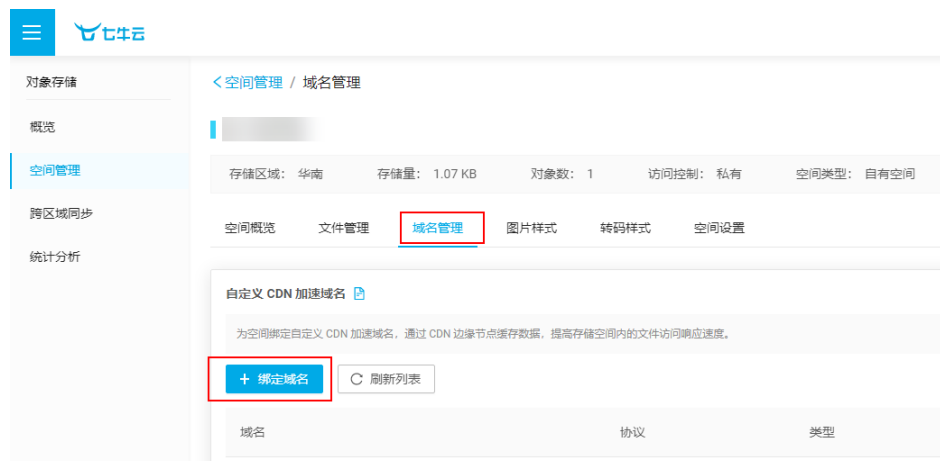 七牛云
对象存储
概览
空间管理
跨区域同步
统计分析
空间管理 / 域名管理
存储区域： 华南 存储量： 1.07 KB 对象数： 1 访问控制： 私有 空间类型： 自有空间
空间概览 文件管理 域名管理 图片样式 转码样式 空间设置
自定义 CDN 加速域名
为空间绑定自定义 CDN 加速域名，通过 CDN 边缘节点缓存数据，提高存储空间内的文件访问响应速度。
+ 绑定域名 刷新列表
域名 协议 类型